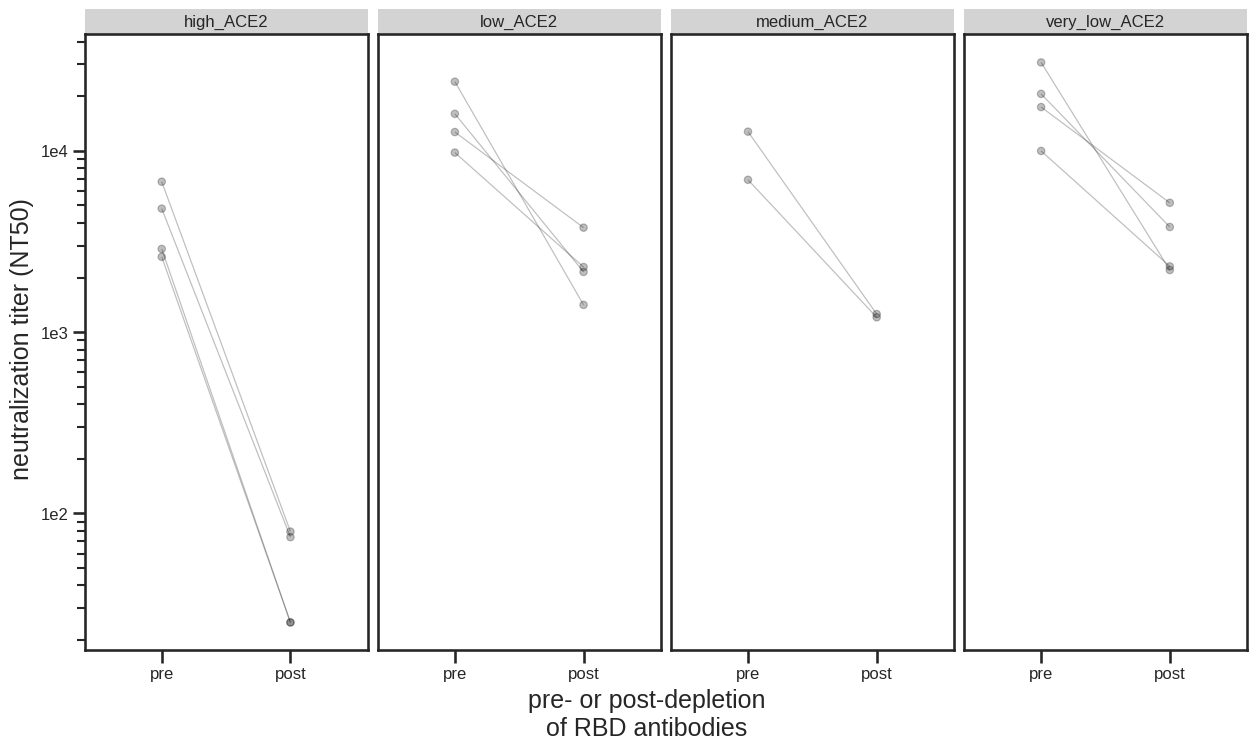 high_ACE2
low_ACE2
medium_ACE2
very_low_ACE2
neutralization titer (NT50)
1e4
1e3
1e2
pre
post
pre
post
pre
post
pre
post
pre- or post-depletion
of RBD antibodies